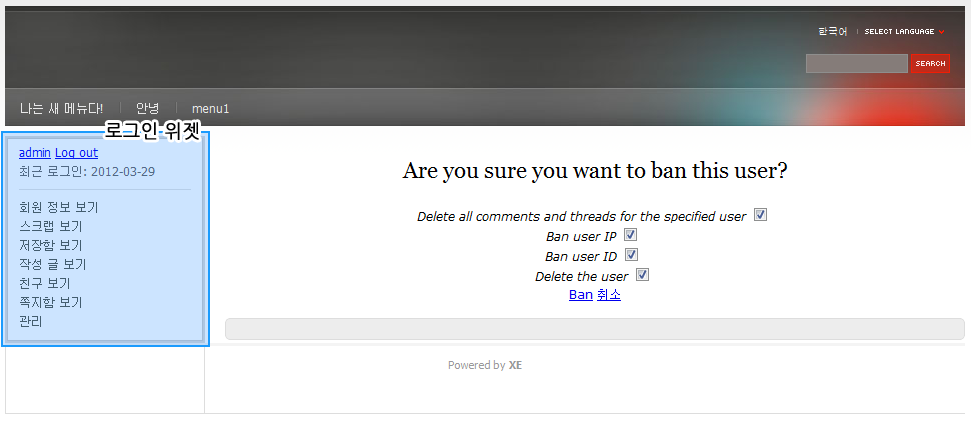 한국어 | SELECT LANGUAGE
SEARCH
나는 새 메뉴다! | 안녕 | menu1
로그인 위젯
admin Log out
최근 로그인: 2012-03-29
회원 정보 보기
스크랩 보기
저장함 보기
작성 글 보기
친구 보기
쪽지함 보기
관리
Are you sure you want to ban this user?
Delete all comments and threads for the specified user
Ban user IP
Ban user ID
Delete the user
Ban 취소
Powered by XE